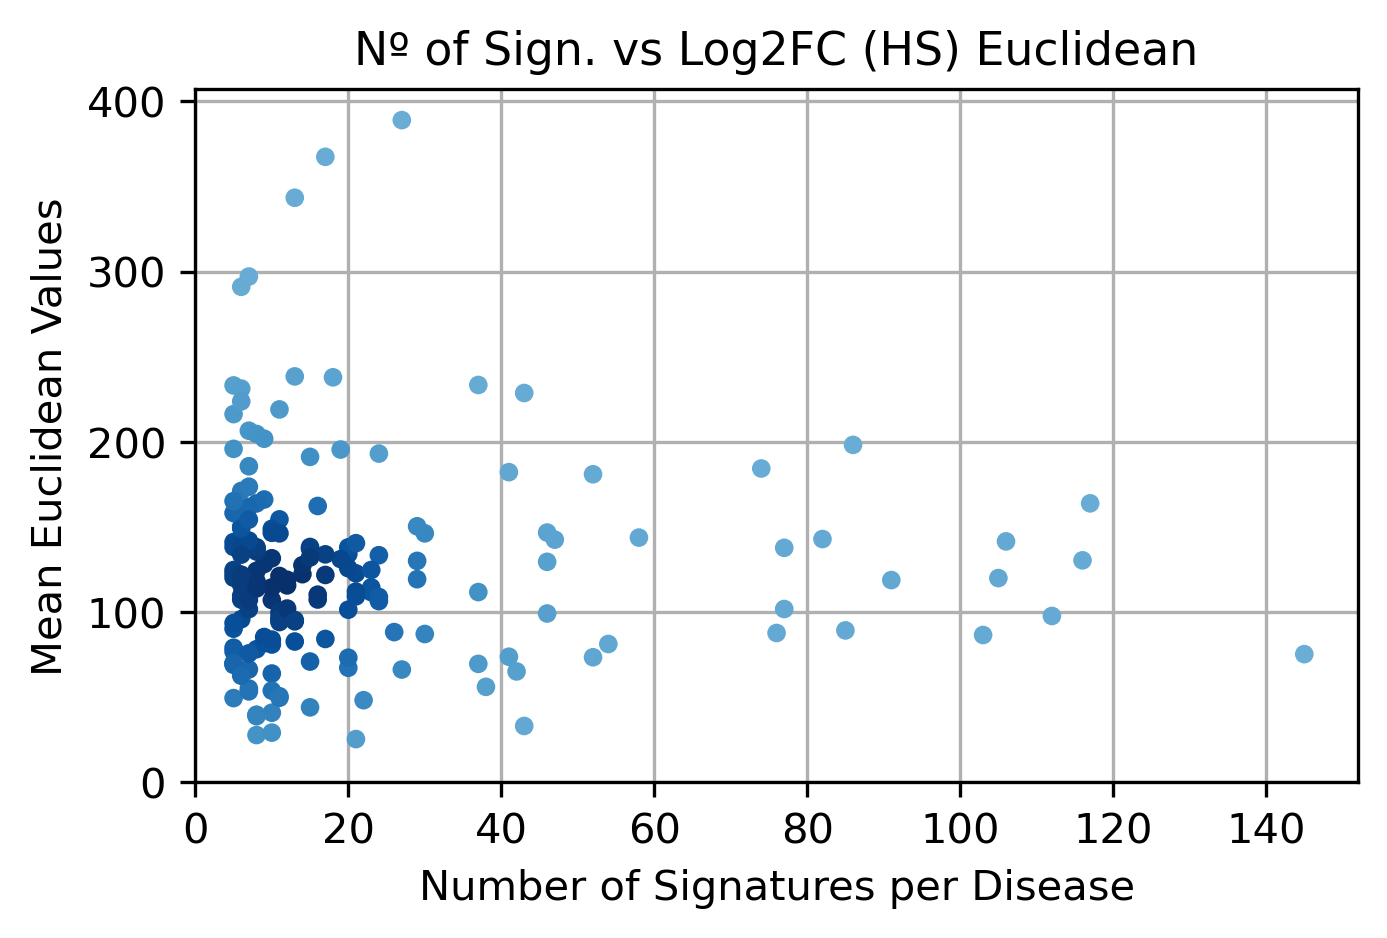 Nº of Sign. vs Log2FC (HS) Euclidean
Mean Euclidean Values
400
300
200
100
0
0 20 40 60 80 100 120 140
Number of Signatures per Disease